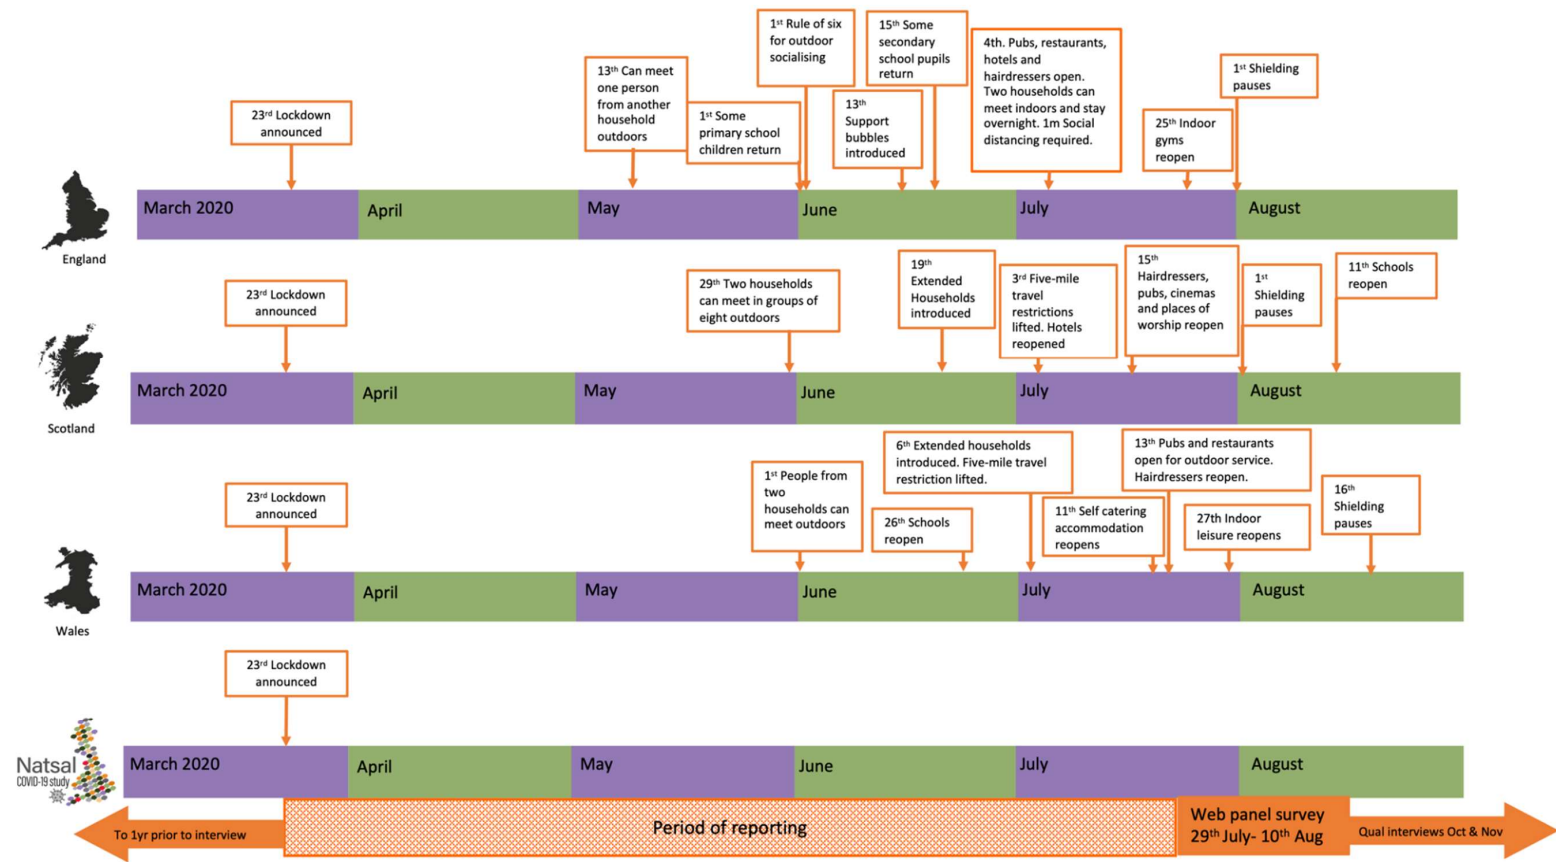 23rd Lockdown
announced
13th Can meet
one person
from another
household
outdoors
1st Some
primary school
children return
1st Rule of six
for outdoor
socialising
13th
Support
bubbles
introduced
15th Some
secondary
school pupils
return
4th. Pubs, restaurants,
hotels and
hairdressers open.
Two households can
meet indoors and stay
overnight. 1m Social
distancing required.
25th Indoor
gyms
reopen
1st Shielding
pauses
March 2020
April
May
June
July
August
England
23rd Lockdown
announced
29th Two households
can meet in groups of
eight outdoors
19th
Extended
Households
introduced
3rd Five-mile
travel
restrictions
lifted. Hotels
reopened
15th
Hairdressers,
pubs, cinemas
and places of
worship reopen
1st
Shielding
pauses
11th Schools
reopen
March 2020
April
May
June
July
August
Scotland
23rd Lockdown
announced
1st People from
two
households can
meet outdoors
26th Schools
reopen
6th Extended households
introduced. Five-mile travel
restriction lifted.
11th Self catering
accommodation
reopens
13th Pubs and restaurants
open for outdoor service.
Hairdressers reopen.
27th Indoor
leisure reopens
16th
Shielding
pauses
March 2020
April
May
June
July
August
Wales
23rd Lockdown
announced
Natsal
COVID-19 study
March 2020
April
May
June
July
August
To 1yr prior to interview
Period of reporting
Web panel survey
29th July- 10th Aug
Qual interviews Oct & Nov